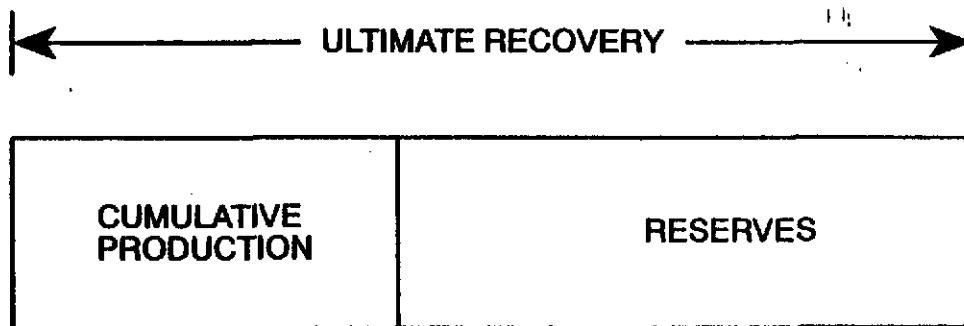 ULTIMATE RECOVERY
CUMULATIVE
PRODUCTION
RESERVES